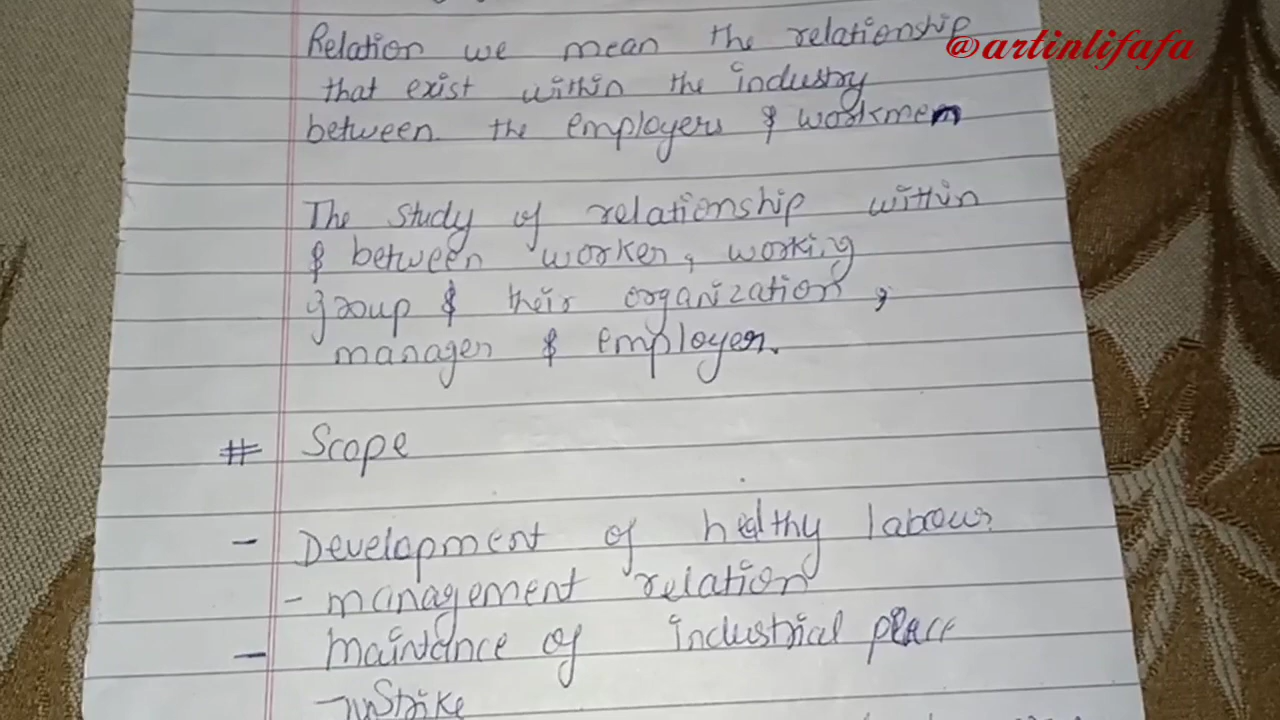 Relation we mean the relationship
@artinlifafa
that exist within the industry
between the employers & workmen
The study of relationship within
& between worker, working
group & their organization,
manager & employer.
# Scope
- Development of healthy labour
- management relation
- maintance of industrial peace
Strike